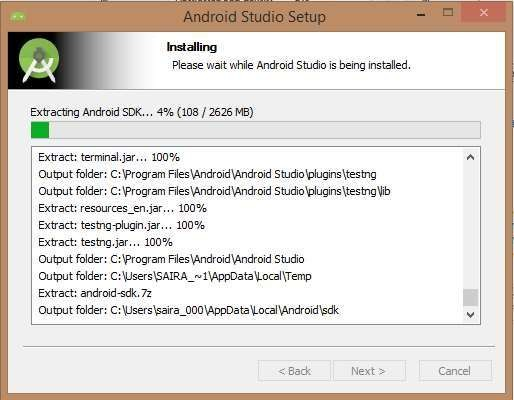 Android Studio Setup
Installing
Please wait while Android Studio is being installed.
Extracting Android SDK... 4% (108 / 2626 MB)
Extract: terminal.jar... 100%
Output folder: C:\Program Files\Android\Android Studio\plugins\testng
Output folder: C:\Program Files\Android\Android Studio\plugins\testng\lib
Extract: resources_en.jar... 100%
Extract: testng-plugin.jar... 100%
Extract: testng.jar... 100%
Output folder: C:\Program Files\Android\Android Studio
Output folder: C:\Users\SAIRA_~1\AppData\Local\Temp
Extract: android-sdk.7z
Output folder: C:\Users\saira_000\AppData\Local\Android\sdk
< Back Next > Cancel